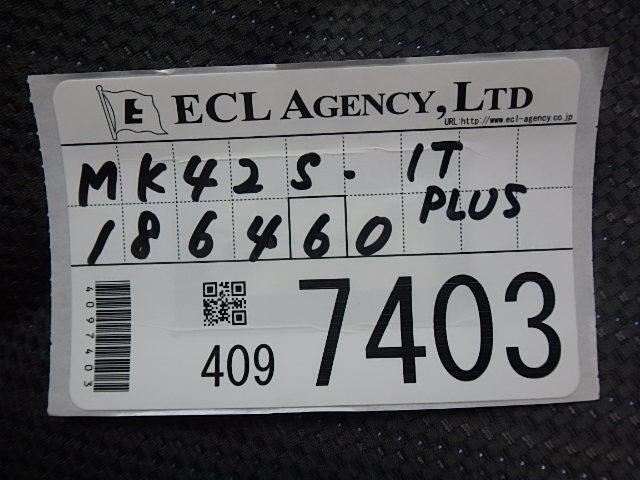 E ECL AGENCY, LTD
URL:http://www.ecl-agency.co.jp
MK42S. IT
PLUS
186460
4097403
409 7403